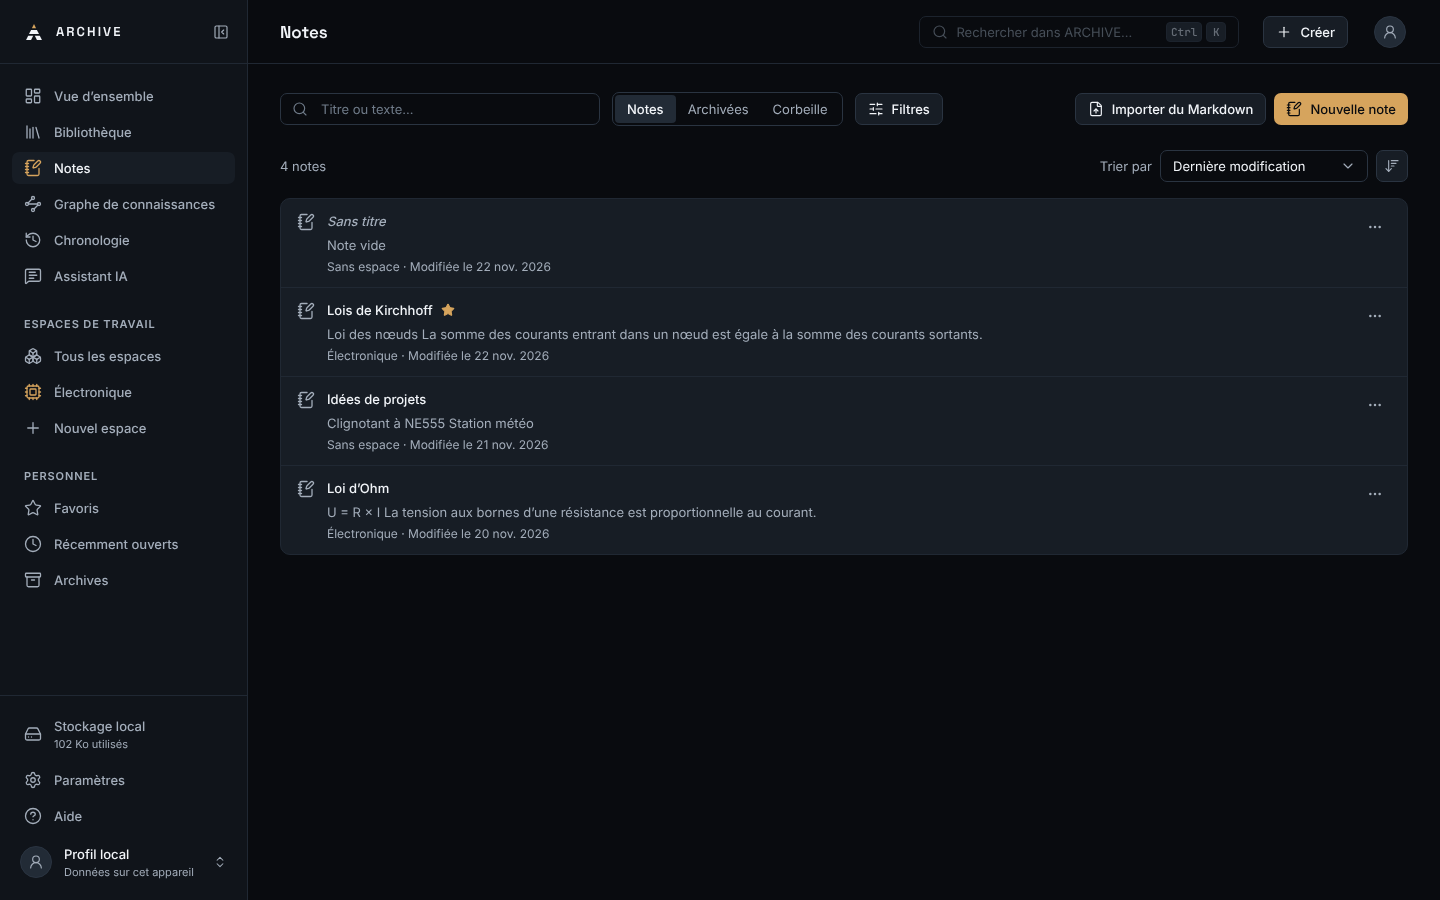 ARCHIVE
Vue d’ensemble
Bibliothèque
Notes
Graphe de connaissances
Chronologie
Assistant IA
ESPACES DE TRAVAIL
Tous les espaces
Électronique
Nouvel espace
PERSONNEL
Favoris
Récemment ouverts
Archives
Stockage local
102 Ko utilisés
Paramètres
Aide
Profil local
Données sur cet appareil
Notes
Rechercher dans ARCHIVE... Ctrl K
Créer
Titre ou texte...
Notes Archivées Corbeille
Filtres
Importer du Markdown
Nouvelle note
4 notes
Trier par Dernière modification
Sans titre
Note vide
Sans espace · Modifiée le 22 nov. 2026
Lois de Kirchhoff
Loi des nœuds La somme des courants entrant dans un nœud est égale à la somme des courants sortants.
Électronique · Modifiée le 22 nov. 2026
Idées de projets
Clignotant à NE555 Station météo
Sans espace · Modifiée le 21 nov. 2026
Loi d’Ohm
U = R × I La tension aux bornes d’une résistance est proportionnelle au courant.
Électronique · Modifiée le 20 nov. 2026